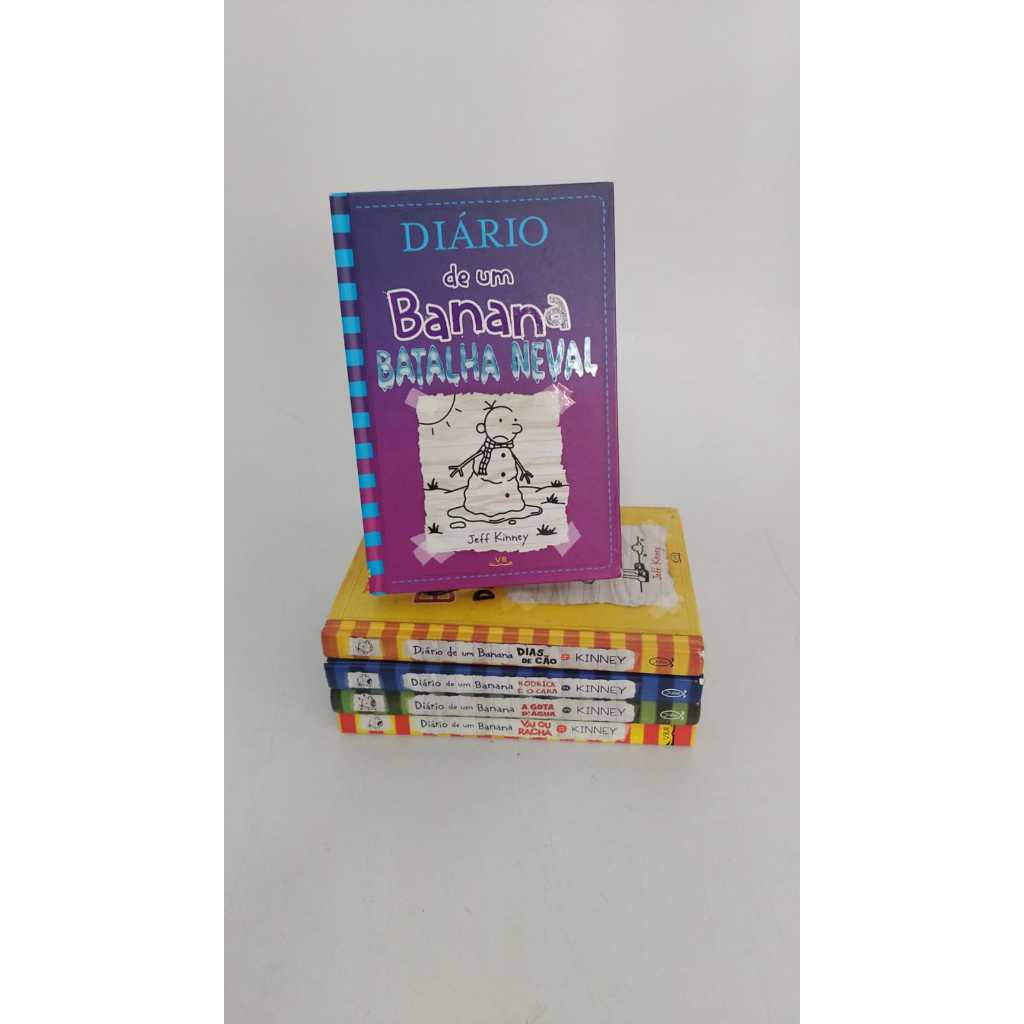 DIÁRIO
de um
Banana
BATALHA NEVAL
Jeff Kinney
V&R
Jeff Kinney
Diário de um Banana DIAS DE CÃO KINNEY
Diário de um Banana RODRICK É O CARA KINNEY
Diário de um Banana A GOTA D'ÁGUA KINNEY
Diário de um Banana VAI OU RACHA KINNEY
V&R